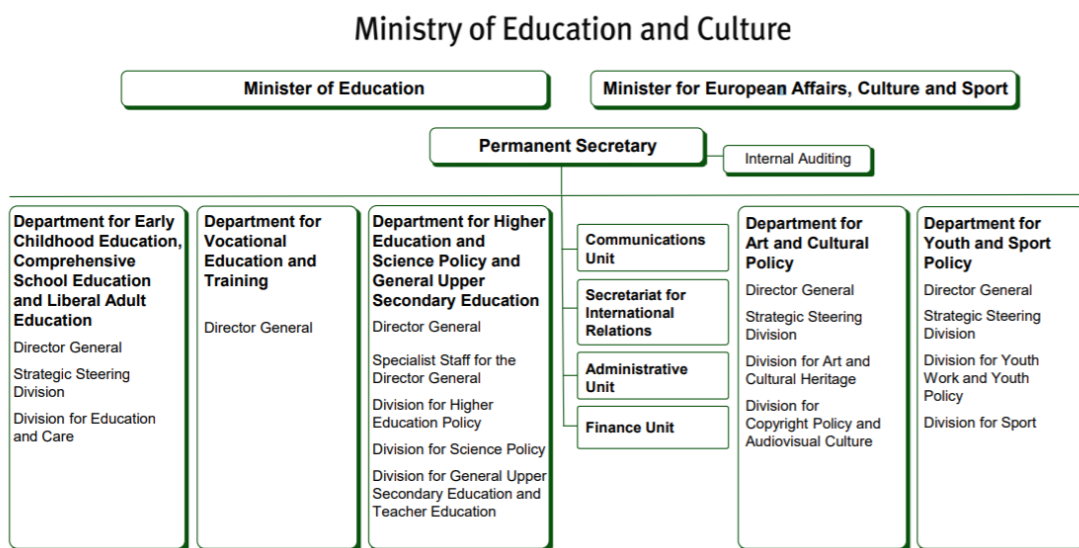 Ministry of Education and Culture
Minister of Education
Minister for European Affairs, Culture and Sport
Permanent Secretary
Internal Auditing
Department for Early
Childhood Education,
Comprehensive
School Education
and Liberal Adult
Education
Director General
Strategic Steering
Division
Division for Education
and Care
Department for
Vocational
Education and
Training
Director General
Department for Higher
Education and
Science Policy and
General Upper
Secondary Education
Director General
Specialist Staff for the
Director General
Division for Higher
Education Policy
Division for Science Policy
Division for General Upper
Secondary Education and
Teacher Education
Communications
Unit
Secretariat for
International
Relations
Administrative
Unit
Finance Unit
Department for
Art and Cultural
Policy
Director General
Strategic Steering
Division
Division for Art and
Cultural Heritage
Division for
Copyright Policy and
Audiovisual Culture
Department for
Youth and Sport
Policy
Director General
Strategic Steering
Division
Division for Youth
Work and Youth
Policy
Division for Sport